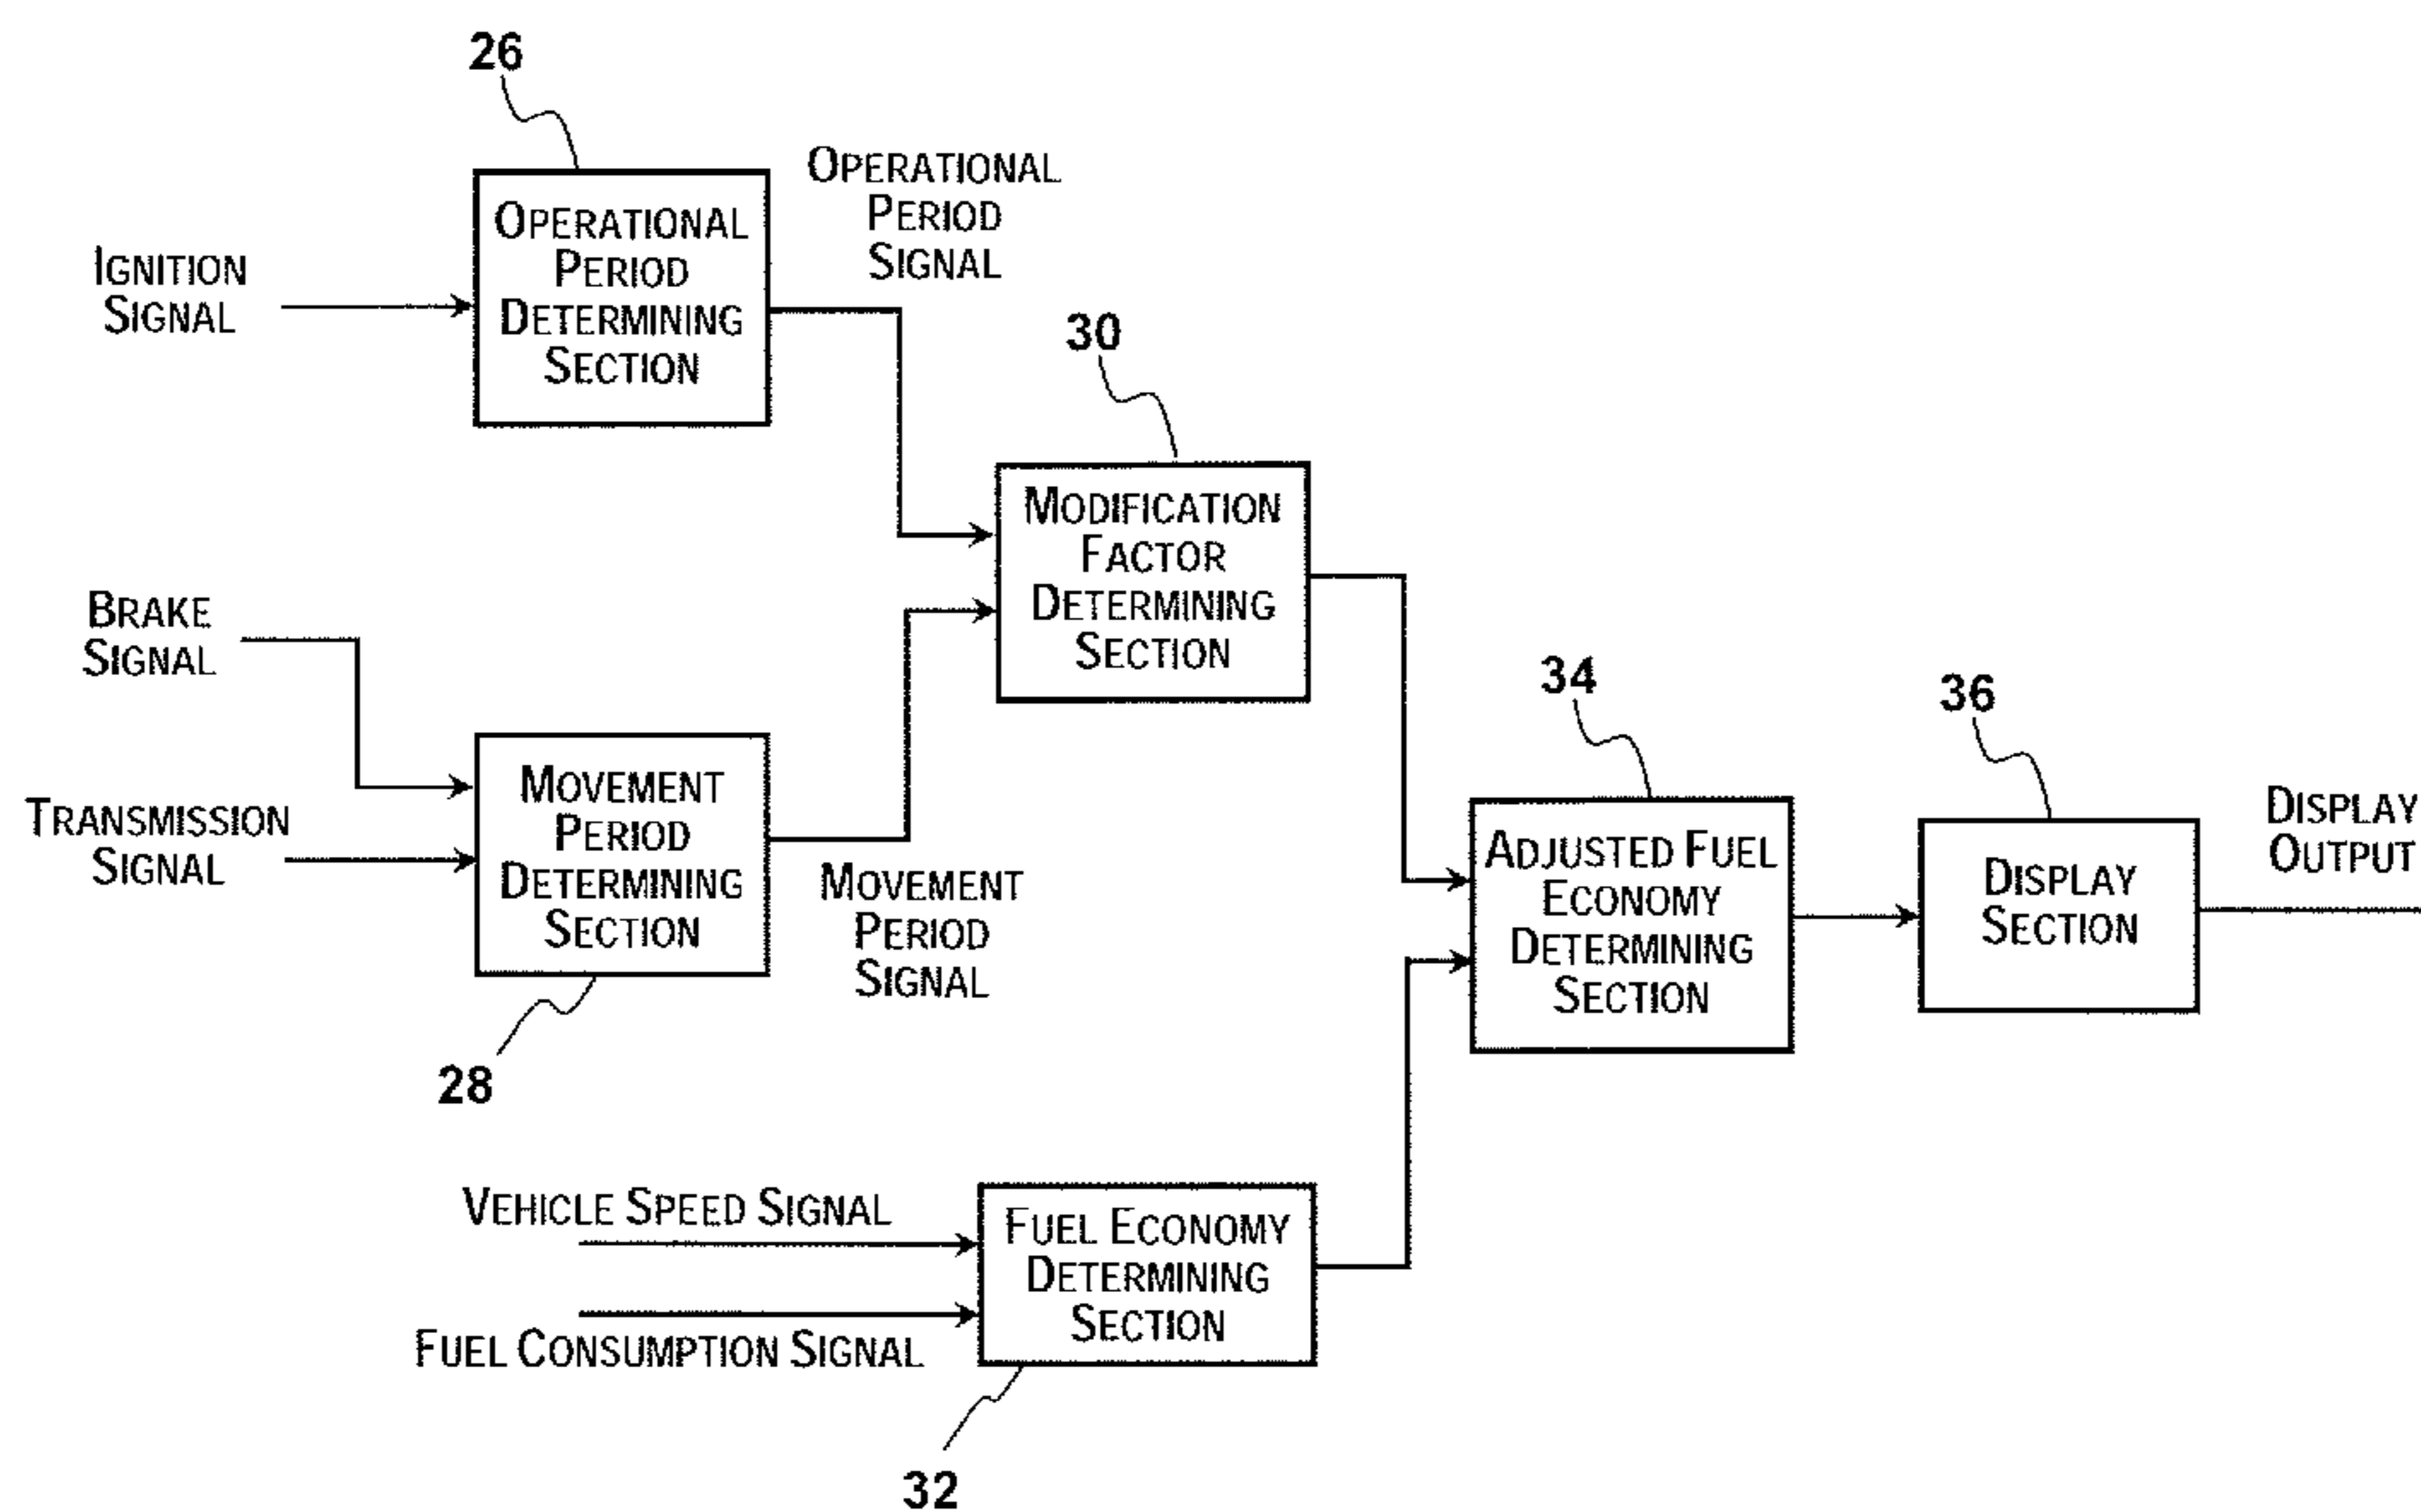 26
OPERATIONAL
PERIOD
DETERMINING
SECTION
OPERATIONAL
PERIOD
SIGNAL
IGNITION
SIGNAL
30
MODIFICATION
FACTOR
DETERMINING
SECTION
BRAKE
SIGNAL
TRANSMISSION
SIGNAL
MOVEMENT
PERIOD
DETERMINING
SECTION
MOVEMENT
PERIOD
SIGNAL
28
34
ADJUSTED FUEL
ECONOMY
DETERMINING
SECTION
36
DISPLAY
SECTION
DISPLAY
OUTPUT
VEHICLE SPEED SIGNAL
FUEL CONSUMPTION SIGNAL
FUEL ECONOMY
DETERMINING
SECTION
32